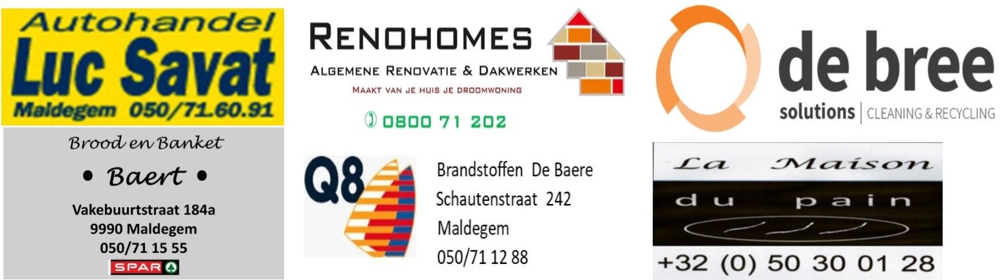 Autohandel
Luc Savat
Maldegem 050/71.60.91
RENOHOMES
ALGEMENE RENOVATIE & DAKWERKEN
MAAKT VAN JE HUIS JE DROOMWONING
0800 71 202
de bree
solutions | CLEANING & RECYCLING
Brood en Banket
• Baert •
Vakebuurtstraat 184a
9990 Maldegem
050/71 15 55
SPAR
Q8
Brandstoffen De Baere
Schautenstraat 242
Maldegem
050/71 12 88
La Maison
du pain
+32 (0) 50 30 01 28